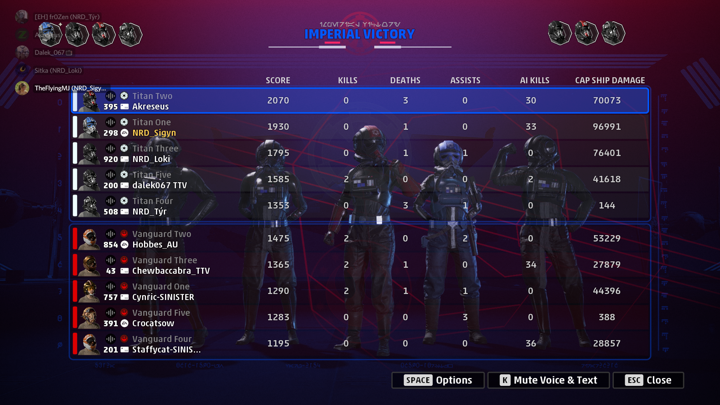 [EH] fr0Zen (NRD_Týr)
Dalek_067
Sitka (NRD_Loki)
TheFlyingMJ (NRD_Sigy...
IMPERIAL VICTORY
SCORE KILLS DEATHS ASSISTS AI KILLS CAP SHIP DAMAGE
Titan Two
395 Akreseus 2070 0 3 0 30 70073
Titan One
298 NRD_Sigyn 1930 0 1 0 33 96991
Titan Three
920 NRD_Loki 1795 0 1 1 0 76401
Titan Five
200 dalek067 TTV 1585 2 0 0 2 41618
Titan Four
508 NRD_Týr 1353 0 3 1 0 144
Vanguard Two
854 Hobbes_AU 1475 2 0 2 0 53229
Vanguard Three
43 Chewbaccabra_TTV 1365 2 1 0 34 27879
Vanguard One
757 Cynric-SINISTER 1290 2 1 1 0 44396
Vanguard Five
391 Crocatsow 1283 0 0 3 0 388
Vanguard Four
201 Staffycat-SINIS... 1195 0 0 0 36 28857
SPACE Options K Mute Voice & Text ESC Close